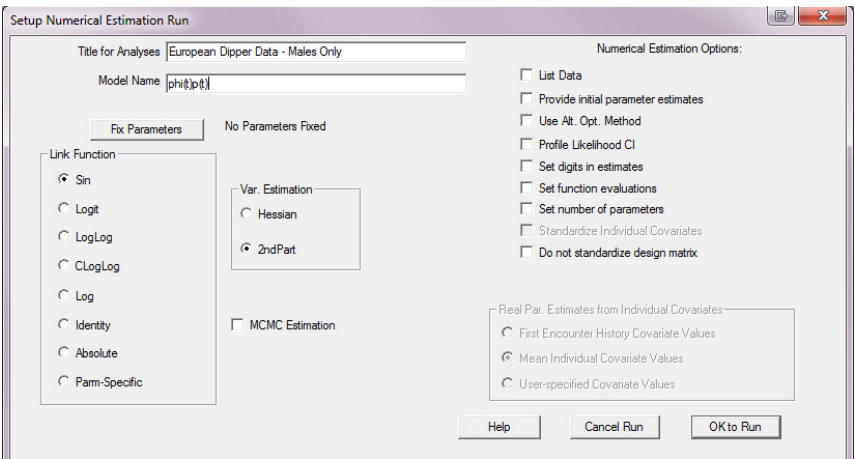 Setup Numerical Estimation Run
Title for Analyses European Dipper Data - Males Only
Model Name phi(t)p(t)
Fix Parameters No Parameters Fixed
Link Function
Sin
Logit
LogLog
CLogLog
Log
Identity
Absolute
Parm-Specific
Var. Estimation
Hessian
2ndPart
MCMC Estimation
Numerical Estimation Options:
List Data
Provide initial parameter estimates
Use Alt. Opt. Method
Profile Likelihood CI
Set digits in estimates
Set function evaluations
Set number of parameters
Standardize Individual Covariates
Do not standardize design matrix
Real Par. Estimates from Individual Covariates
First Encounter History Covariate Values
Mean Individual Covariate Values
User-specified Covariate Values
Help Cancel Run OK to Run